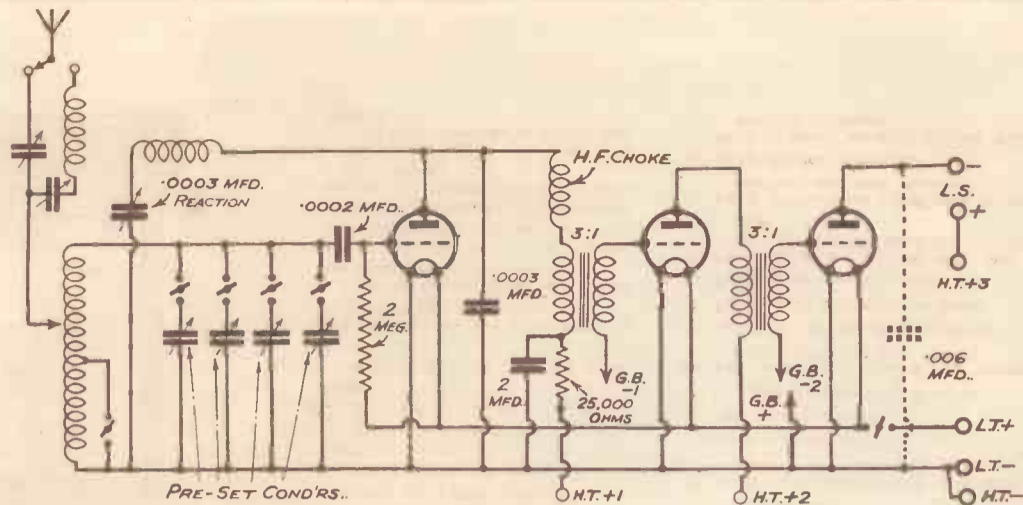 .0003 MFD.
REACTION
.0002 MFD..
H.F. CHOKE
3:1
3:1
L.S.
-
+
H.T.+3
2
MEG.
.0003
MFD.
2
MFD.
G.B.
-1
25,000
OHMS
G.B.
-2
G.B.
+
.006
MFD..
L.T.+
L.T.-
H.T.-
PRE-SET COND'RS..
H.T.+1
H.T.+2